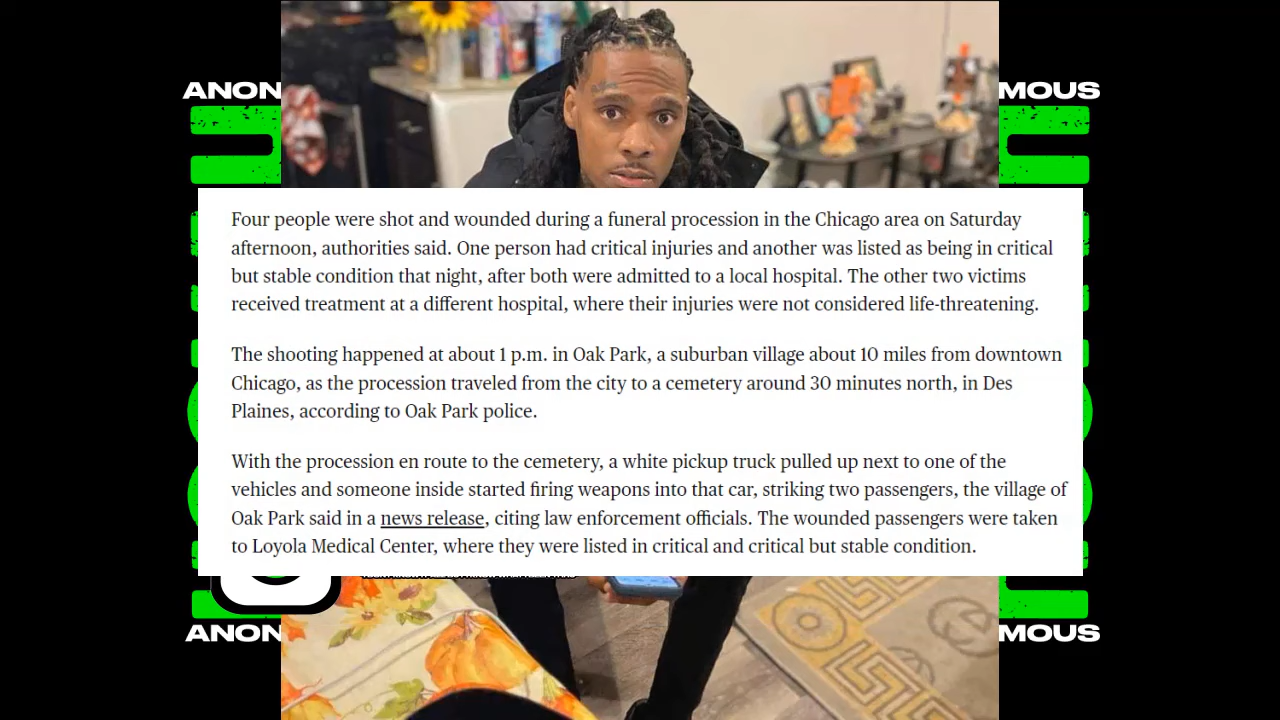 ANON MOUS
Four people were shot and wounded during a funeral procession in the Chicago area on Saturday
afternoon, authorities said. One person had critical injuries and another was listed as being in critical
but stable condition that night, after both were admitted to a local hospital. The other two victims
received treatment at a different hospital, where their injuries were not considered life-threatening.
The shooting happened at about 1 p.m. in Oak Park, a suburban village about 10 miles from downtown
Chicago, as the procession traveled from the city to a cemetery around 30 minutes north, in Des
Plaines, according to Oak Park police.
With the procession en route to the cemetery, a white pickup truck pulled up next to one of the
vehicles and someone inside started firing weapons into that car, striking two passengers, the village of
Oak Park said in a news release, citing law enforcement officials. The wounded passengers were taken
to Loyola Medical Center, where they were listed in critical and critical but stable condition.
ANON MOUS